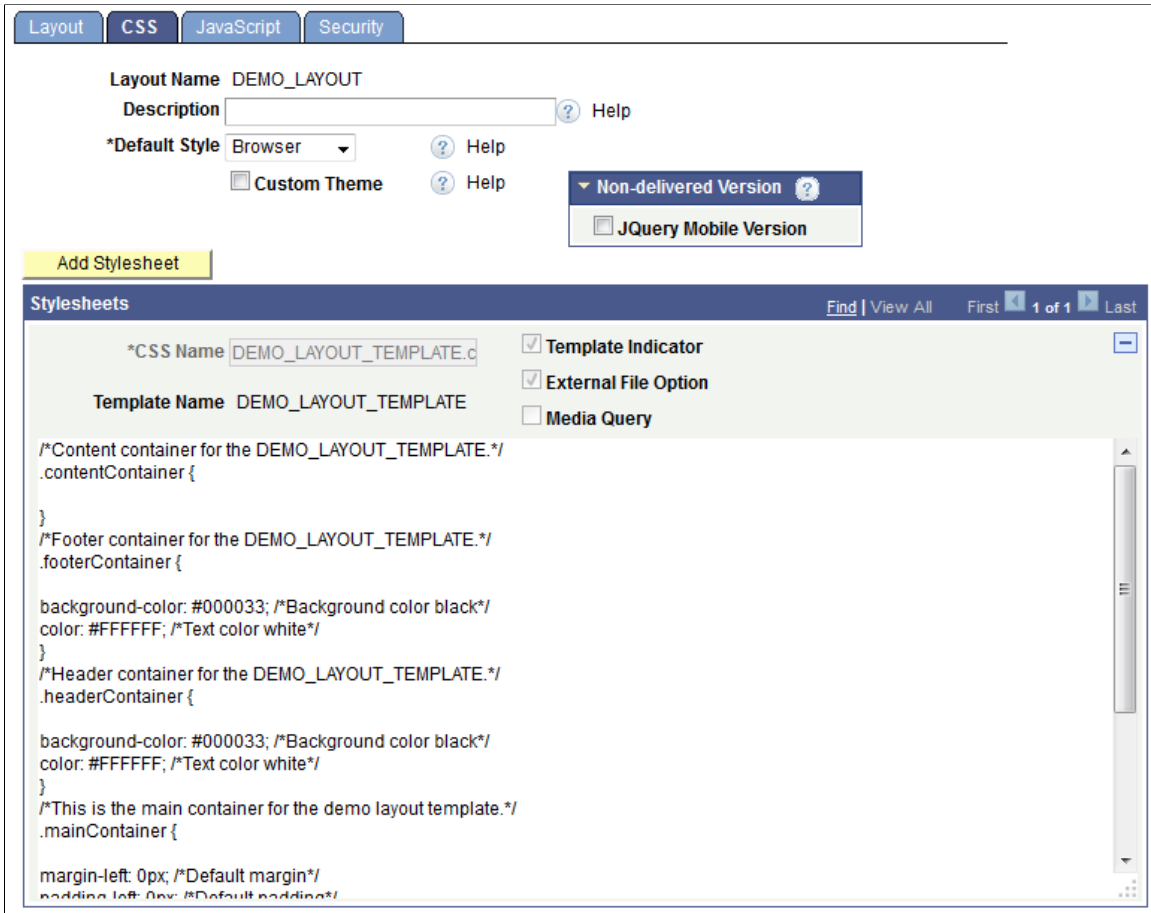 Layout CSS JavaScript Security
Layout Name DEMO_LAYOUT
Description Help
*Default Style Browser Help
Custom Theme Help
Non-delivered Version
JQuery Mobile Version
Add Stylesheet
Stylesheets Find | View All First 1 of 1 Last
*CSS Name DEMO_LAYOUT_TEMPLATE.c Template Indicator
External File Option
Template Name DEMO_LAYOUT_TEMPLATE
Media Query
/*Content container for the DEMO_LAYOUT_TEMPLATE.*/
.contentContainer {
}
/*Footer container for the DEMO_LAYOUT_TEMPLATE.*/
.footerContainer {
background-color: #000033; /*Background color black*/
color: #FFFFFF; /*Text color white*/
}
/*Header container for the DEMO_LAYOUT_TEMPLATE.*/
.headerContainer {
background-color: #000033; /*Background color black*/
color: #FFFFFF; /*Text color white*/
}
/*This is the main container for the demo layout template.*/
.mainContainer {
margin-left: 0px; /*Default margin*/
padding-left: 0px; /*Default padding*/